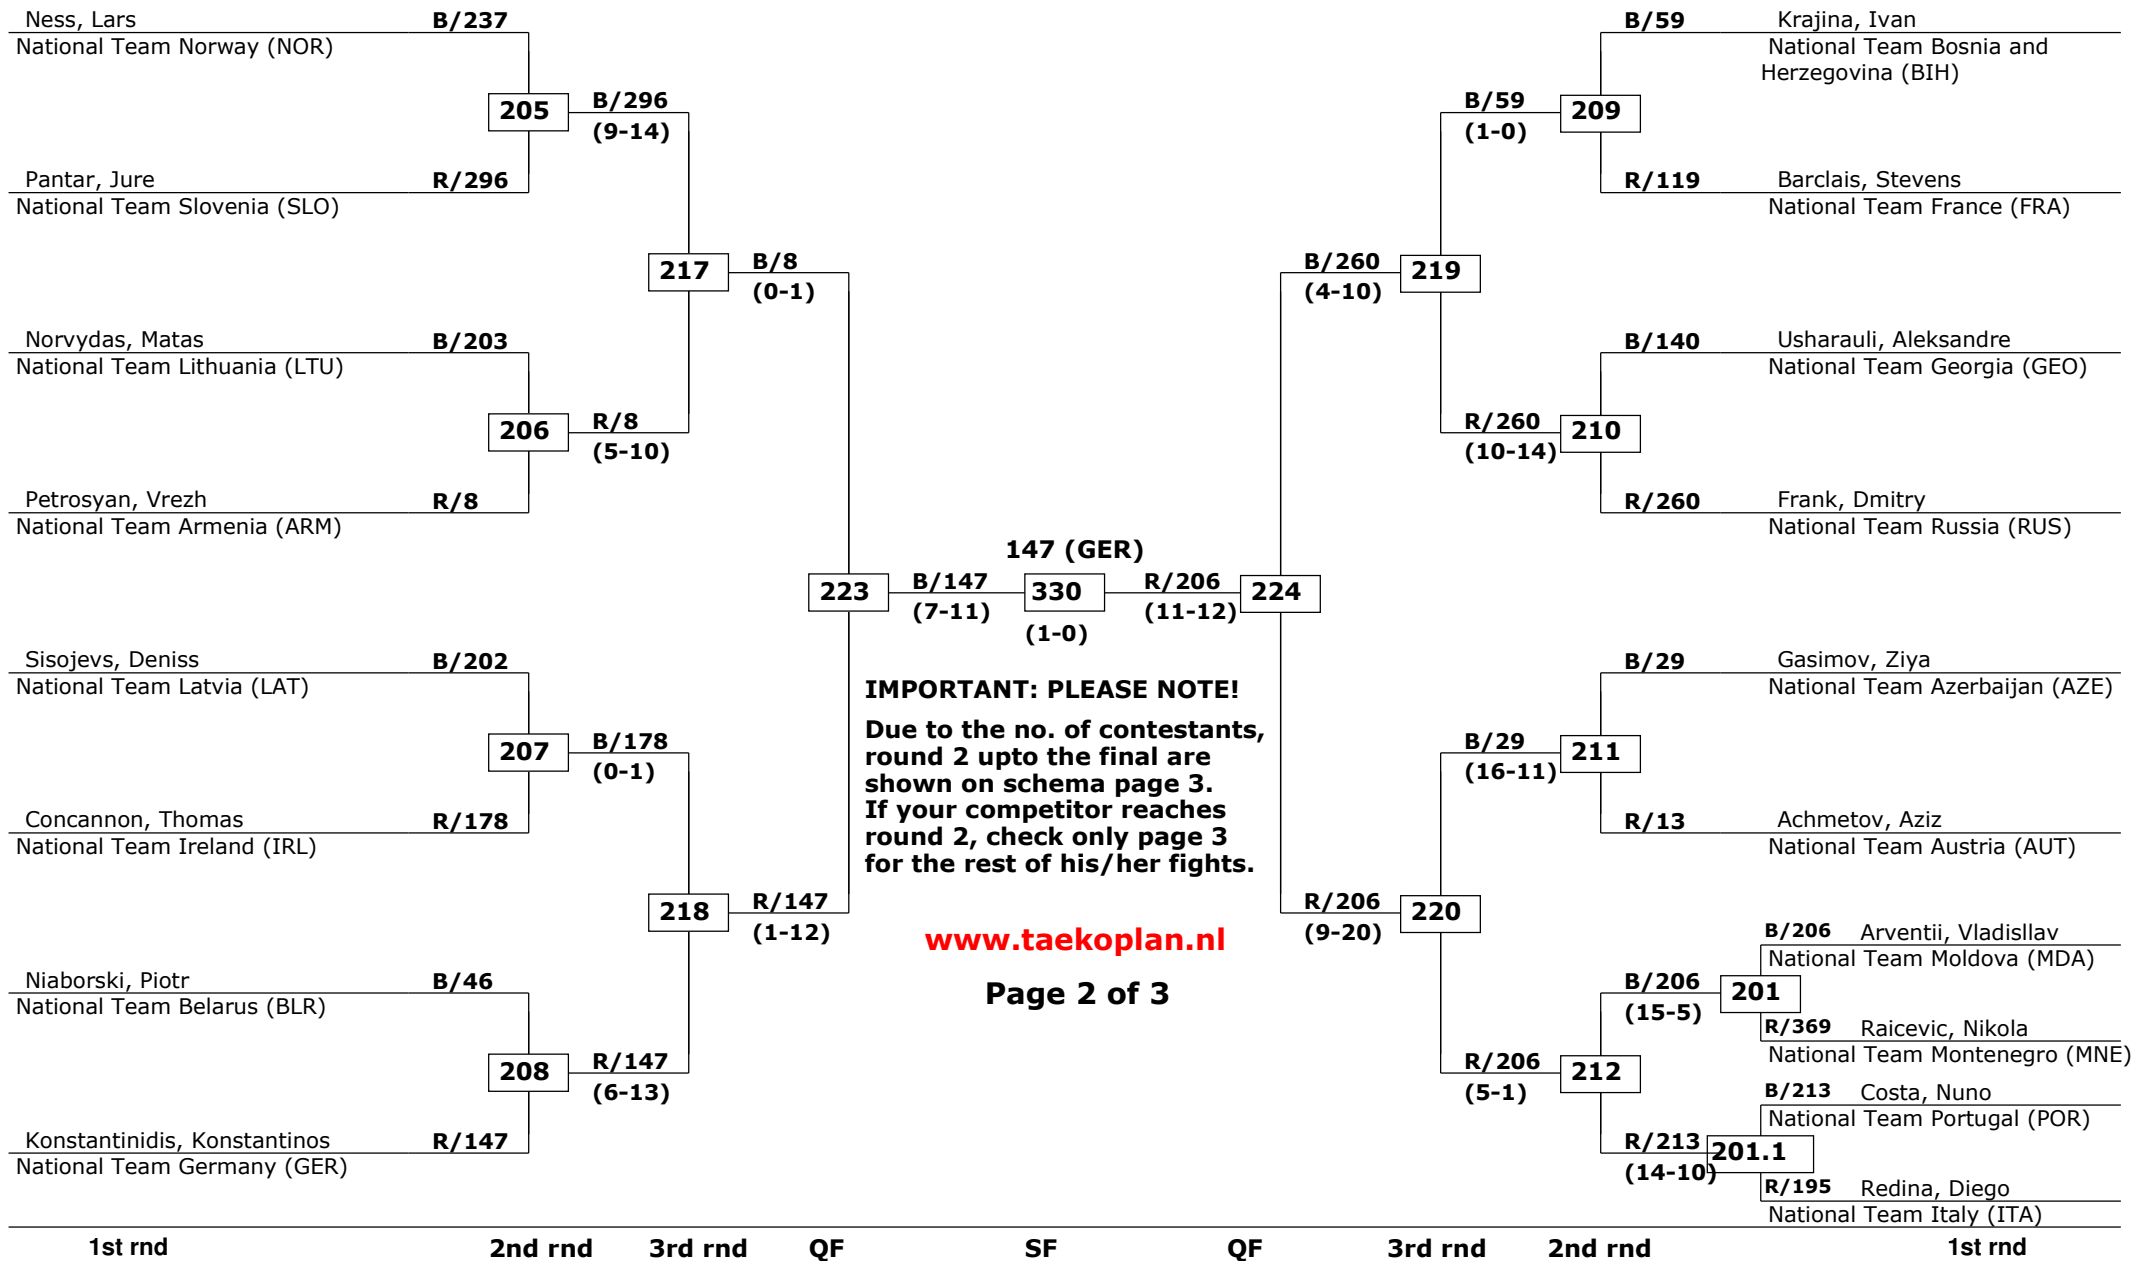 Ness, Lars
B/237
National Team Norway (NOR)
205
B/296
(9-14)
Pantar, Jure
R/296
National Team Slovenia (SLO)
217
B/8
(0-1)
Norvydas, Matas
B/203
National Team Lithuania (LTU)
206
R/8
(5-10)
Petrosyan, Vrezh
R/8
National Team Armenia (ARM)
223
B/147
(7-11)
Sisojevs, Deniss
B/202
National Team Latvia (LAT)
207
B/178
(0-1)
Concannon, Thomas
R/178
National Team Ireland (IRL)
218
R/147
(1-12)
Niaborski, Piotr
B/46
National Team Belarus (BLR)
208
R/147
(6-13)
Konstantinidis, Konstantinos
R/147
National Team Germany (GER)
147 (GER)
330
(1-0)
IMPORTANT: PLEASE NOTE!
Due to the no. of contestants,
round 2 upto the final are
shown on schema page 3.
If your competitor reaches
round 2, check only page 3
for the rest of his/her fights.
www.taekoplan.nl
Page 2 of 3
B/59
Krajina, Ivan
National Team Bosnia and
Herzegovina (BIH)
B/59
(1-0)
209
R/119
Barclais, Stevens
National Team France (FRA)
B/260
(4-10)
219
B/140
Usharauli, Aleksandre
National Team Georgia (GEO)
R/260
(10-14)
210
R/260
Frank, Dmitry
National Team Russia (RUS)
R/206
(11-12)
224
B/29
Gasimov, Ziya
National Team Azerbaijan (AZE)
B/29
(16-11)
211
R/13
Achmetov, Aziz
National Team Austria (AUT)
R/206
(9-20)
220
B/206
Arventii, Vladisllav
National Team Moldova (MDA)
B/206
(15-5)
201
R/369
Raicevic, Nikola
National Team Montenegro (MNE)
R/206
(5-1)
212
B/213
Costa, Nuno
National Team Portugal (POR)
R/213
(14-10)
201.1
R/195
Redina, Diego
National Team Italy (ITA)
1st rnd
2nd rnd
3rd rnd
QF
SF
QF
3rd rnd
2nd rnd
1st rnd